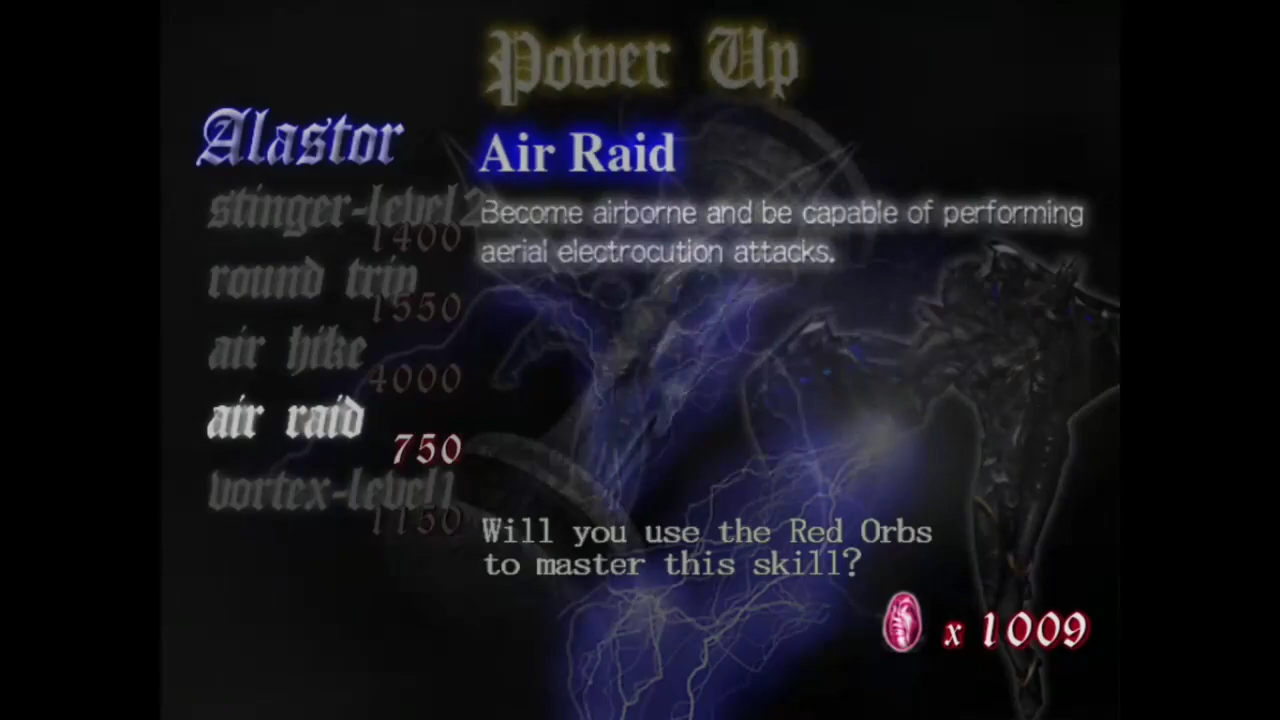 Power Up
Alastor
stinger-level2
1400
round trip
1550
air hike
4000
air raid
750
vortex-level1
1150
Air Raid
Become airborne and be capable of performing
aerial electrocution attacks.
Will you use the Red Orbs
to master this skill?
x 1009